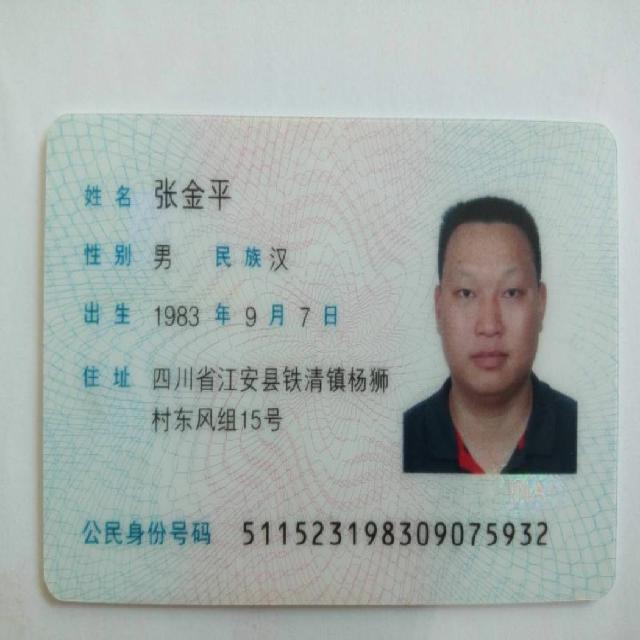 姓名 张金平
性别 男 民族 汉
出生 1983 年 9 月 7 日
住址 四川省江安县铁清镇杨狮
村东风组15号
公民身份号码 511523198309075932